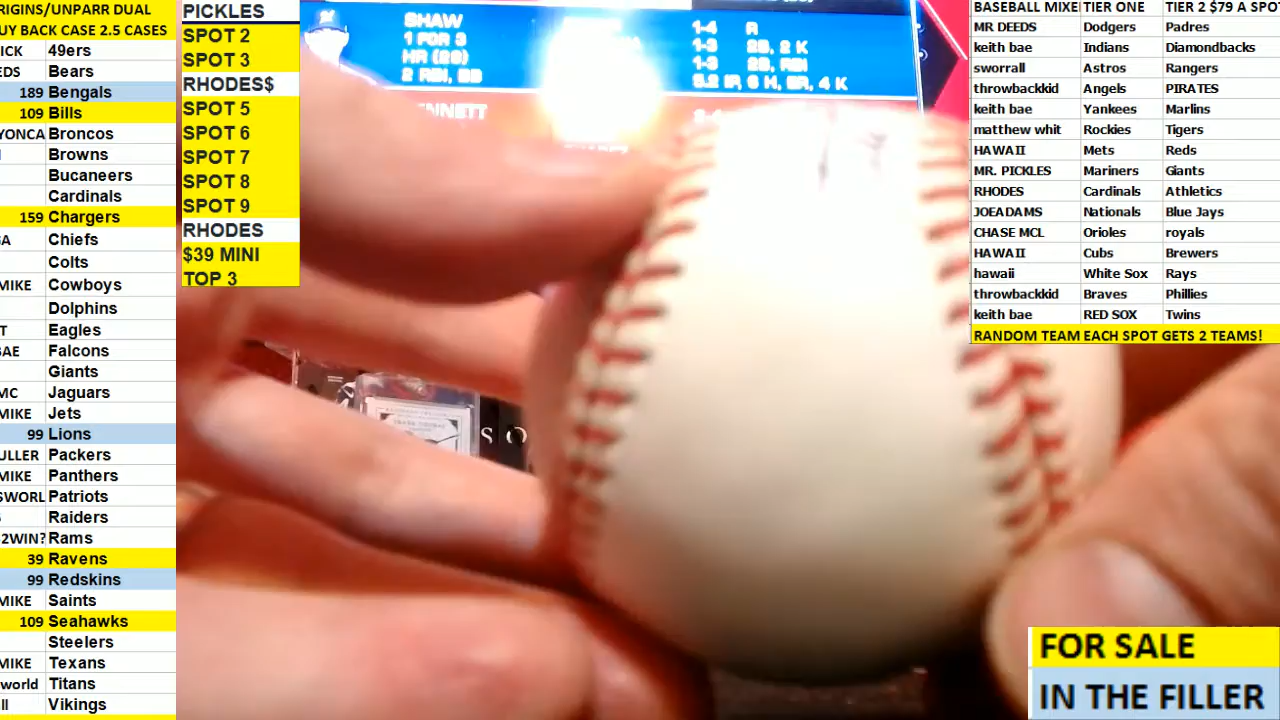 ORIGINS/UNPARR DUAL
BUY BACK CASE 2.5 CASES
ICK 49ers
EDS Bears
189 Bengals
109 Bills
YONCA Broncos
Browns
Bucaneers
Cardinals
159 Chargers
GA Chiefs
Colts
MIKE Cowboys
Dolphins
T Eagles
BAE Falcons
Giants
MC Jaguars
MIKE Jets
99 Lions
ULLER Packers
MIKE Panthers
SWORL Patriots
Raiders
2WIN? Rams
39 Ravens
99 Redskins
MIKE Saints
109 Seahawks
Steelers
MIKE Texans
world Titans
ll Vikings
PICKLES
SPOT 2
SPOT 3
RHODES$
SPOT 5
SPOT 6
SPOT 7
SPOT 8
SPOT 9
RHODES
$39 MINI
TOP 3
SHAW
1 FOR 3
HR (28)
2 RBI, BB
1-4 R
1-3 2B, 2 K
1-3 2B, RBI
5.2 IP, 6 H, ER, 4 K
BASEBALL MIXE TIER ONE TIER 2 $79 A SPOT
MR DEEDS Dodgers Padres
keith bae Indians Diamondbacks
sworrall Astros Rangers
throwbackkid Angels PIRATES
keith bae Yankees Marlins
matthew whit Rockies Tigers
HAWAII Mets Reds
MR. PICKLES Mariners Giants
RHODES Cardinals Athletics
JOEADAMS Nationals Blue Jays
CHASE MCL Orioles royals
HAWAII Cubs Brewers
hawaii White Sox Rays
throwbackkid Braves Phillies
keith bae RED SOX Twins
RANDOM TEAM EACH SPOT GETS 2 TEAMS!
FOR SALE
IN THE FILLER